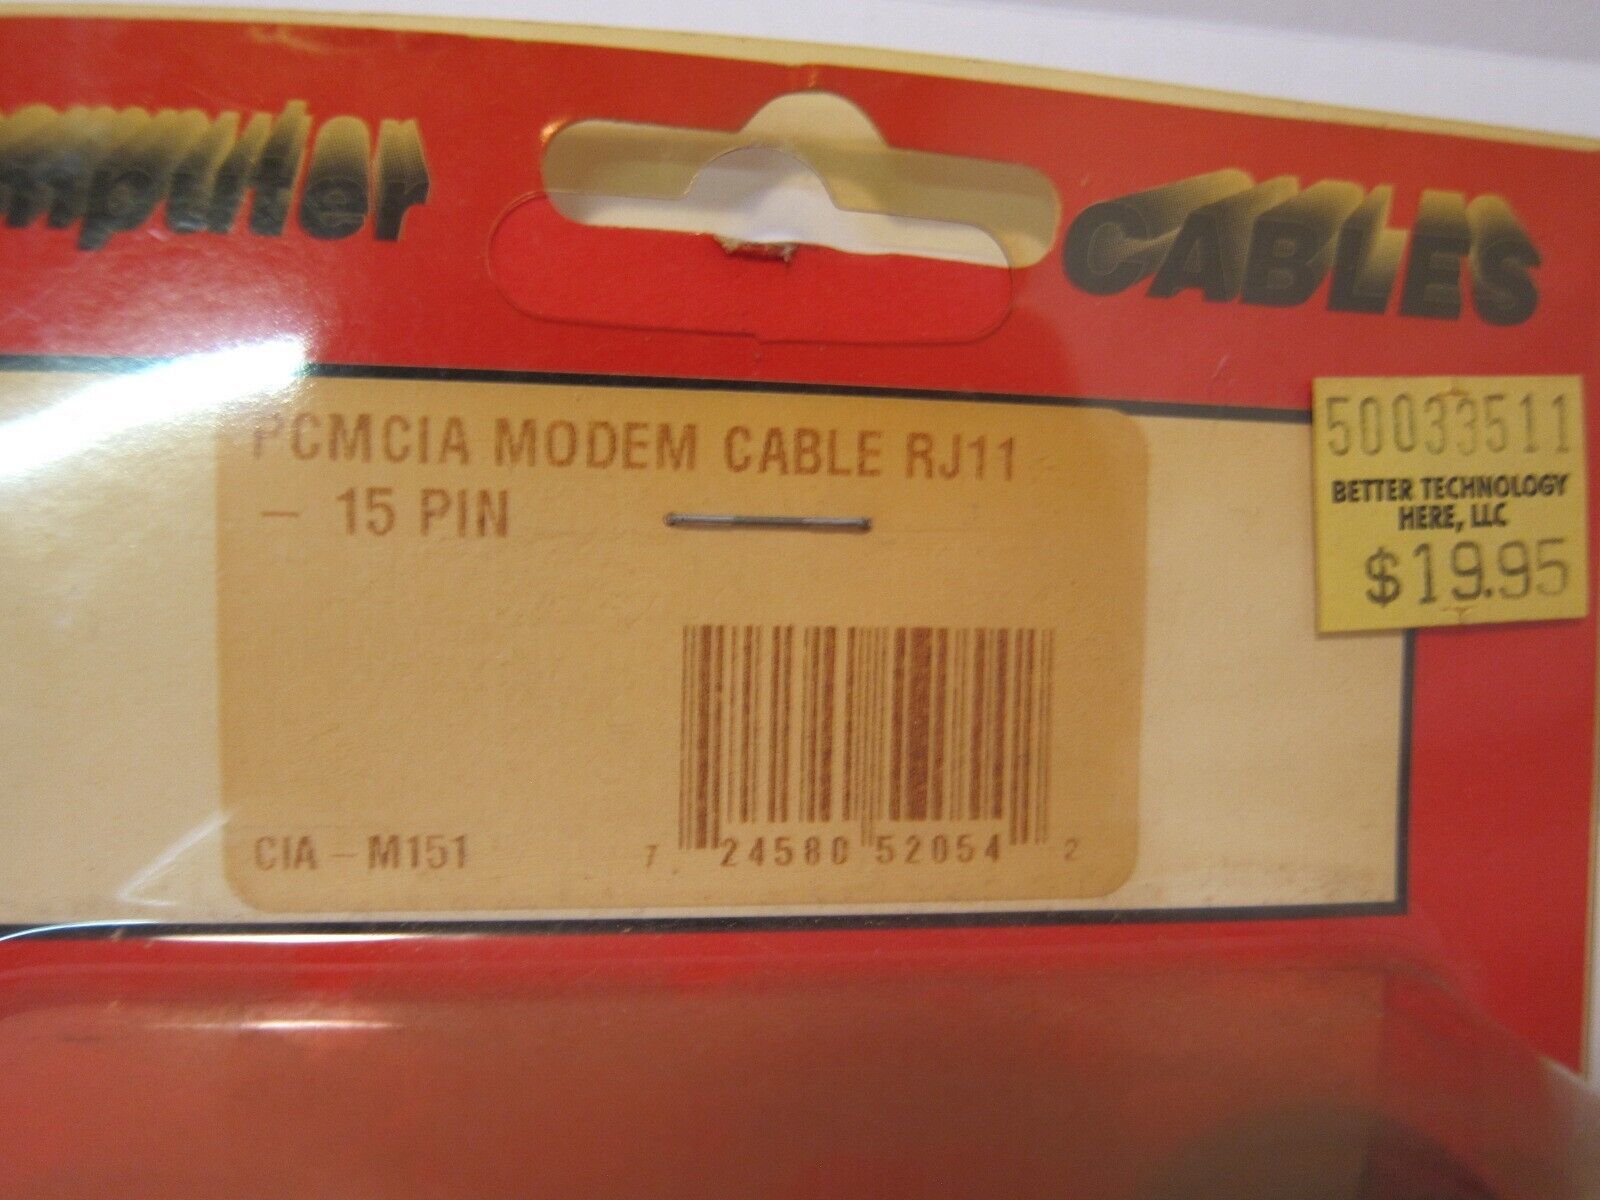 omputer CABLES
PCMCIA MODEM CABLE RJ11
- 15 PIN
CIA - M151
7 24580 52054 2
50033511
BETTER TECHNOLOGY
HERE, LLC
$19.95